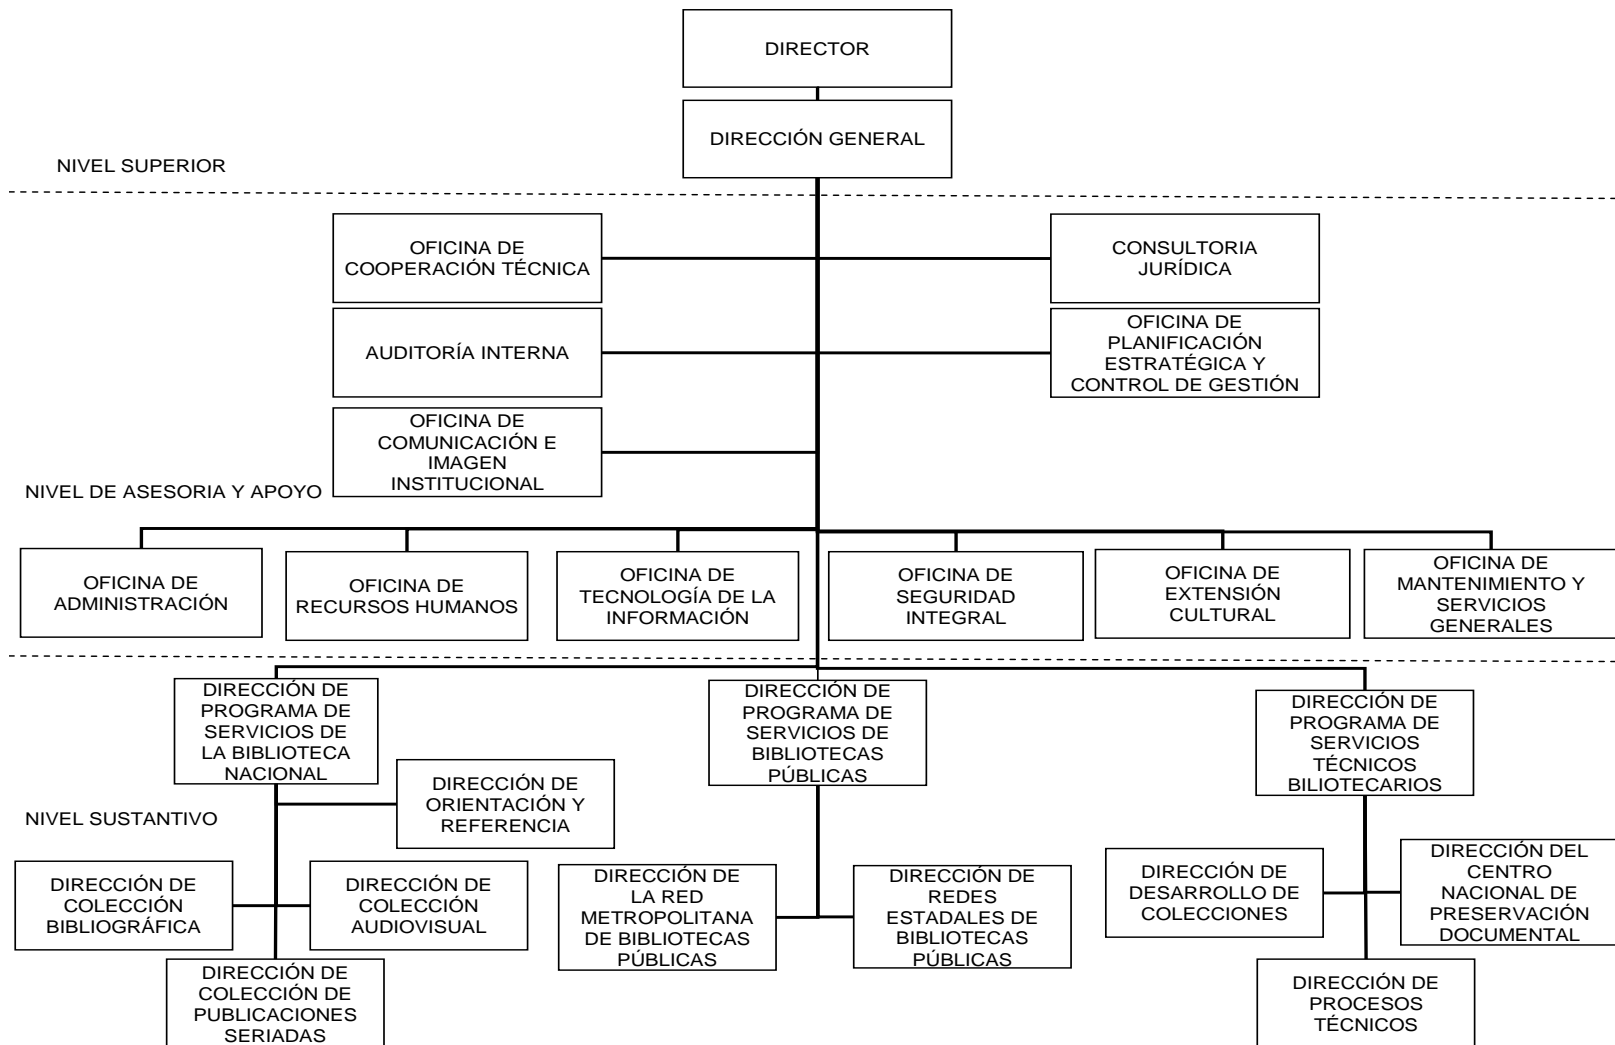 DIRECTOR
DIRECCIÓN GENERAL
NIVEL SUPERIOR
OFICINA DE
COOPERACIÓN TÉCNICA
CONSULTORIA
JURÍDICA
AUDITORÍA INTERNA
OFICINA DE
PLANIFICACIÓN
ESTRATÉGICA Y
CONTROL DE GESTIÓN
OFICINA DE
COMUNICACIÓN E
IMAGEN
INSTITUCIONAL
NIVEL DE ASESORIA Y APOYO
OFICINA DE
ADMINISTRACIÓN
OFICINA DE
RECURSOS HUMANOS
OFICINA DE
TECNOLOGÍA DE LA
INFORMACIÓN
OFICINA DE
SEGURIDAD
INTEGRAL
OFICINA DE
EXTENSIÓN
CULTURAL
OFICINA DE
MANTENIMIENTO Y
SERVICIOS
GENERALES
DIRECCIÓN DE
PROGRAMA DE
SERVICIOS DE
LA BIBLIOTECA
NACIONAL
DIRECCIÓN DE
PROGRAMA DE
SERVICIOS DE
BIBLIOTECAS
PÚBLICAS
DIRECCIÓN DE
PROGRAMA DE
SERVICIOS
TÉCNICOS
BILIOTECARIOS
DIRECCIÓN DE
ORIENTACIÓN Y
REFERENCIA
NIVEL SUSTANTIVO
DIRECCIÓN DE
COLECCIÓN
BIBLIOGRÁFICA
DIRECCIÓN DE
COLECCIÓN
AUDIOVISUAL
DIRECCIÓN DE
LA RED
METROPOLITANA
DE BIBLIOTECAS
PÚBLICAS
DIRECCIÓN DE
REDES
ESTADALES DE
BIBLIOTECAS
PÚBLICAS
DIRECCIÓN DE
DESARROLLO DE
COLECCIONES
DIRECCIÓN DEL
CENTRO
NACIONAL DE
PRESERVACIÓN
DOCUMENTAL
DIRECCIÓN DE
COLECCIÓN DE
PUBLICACIONES
SERIADAS
DIRECCIÓN DE
PROCESOS
TÉCNICOS